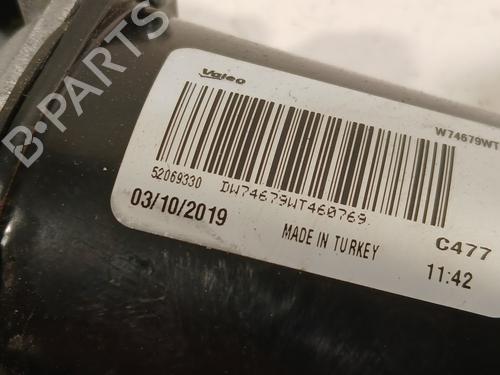 Valeo
W74679WT
52069330
DW74679WT460769
03/10/2019
MADE IN TURKEY
C477
11:42
B-PARTS